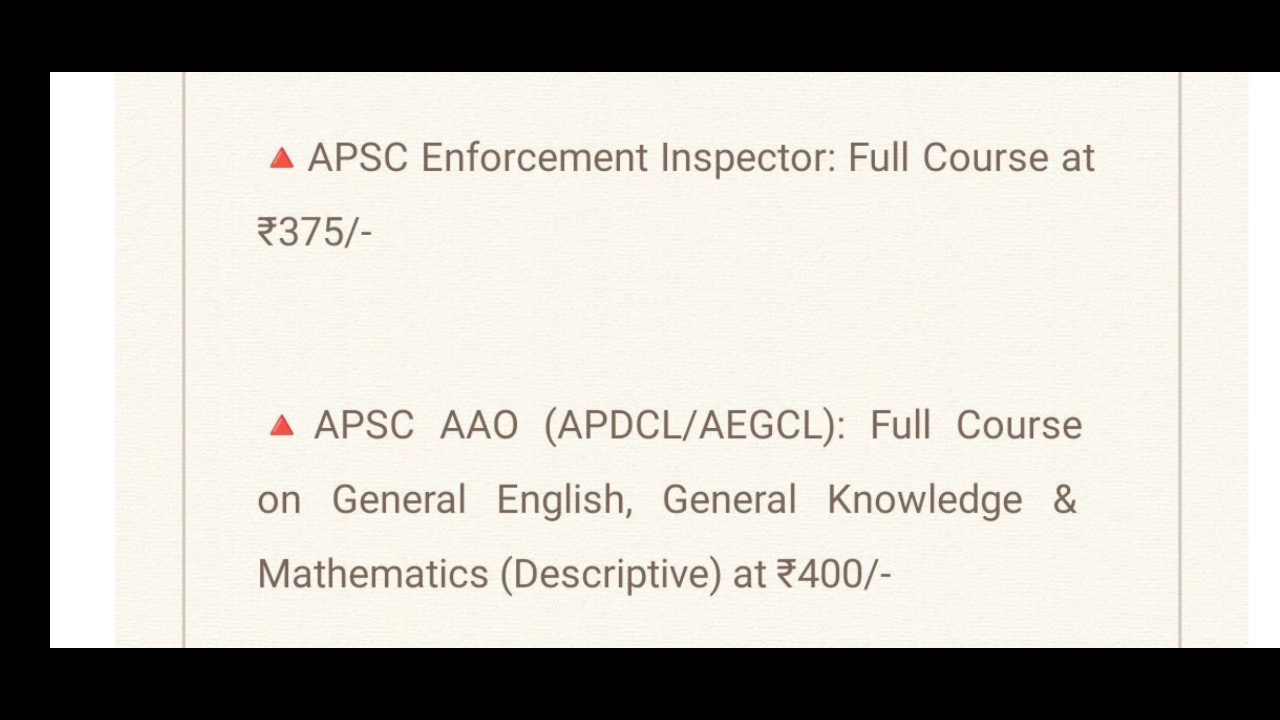 🔺 APSC Enforcement Inspector: Full Course at
₹375/-
🔺 APSC AAO (APDCL/AEGCL): Full Course
on General English, General Knowledge &
Mathematics (Descriptive) at ₹400/-